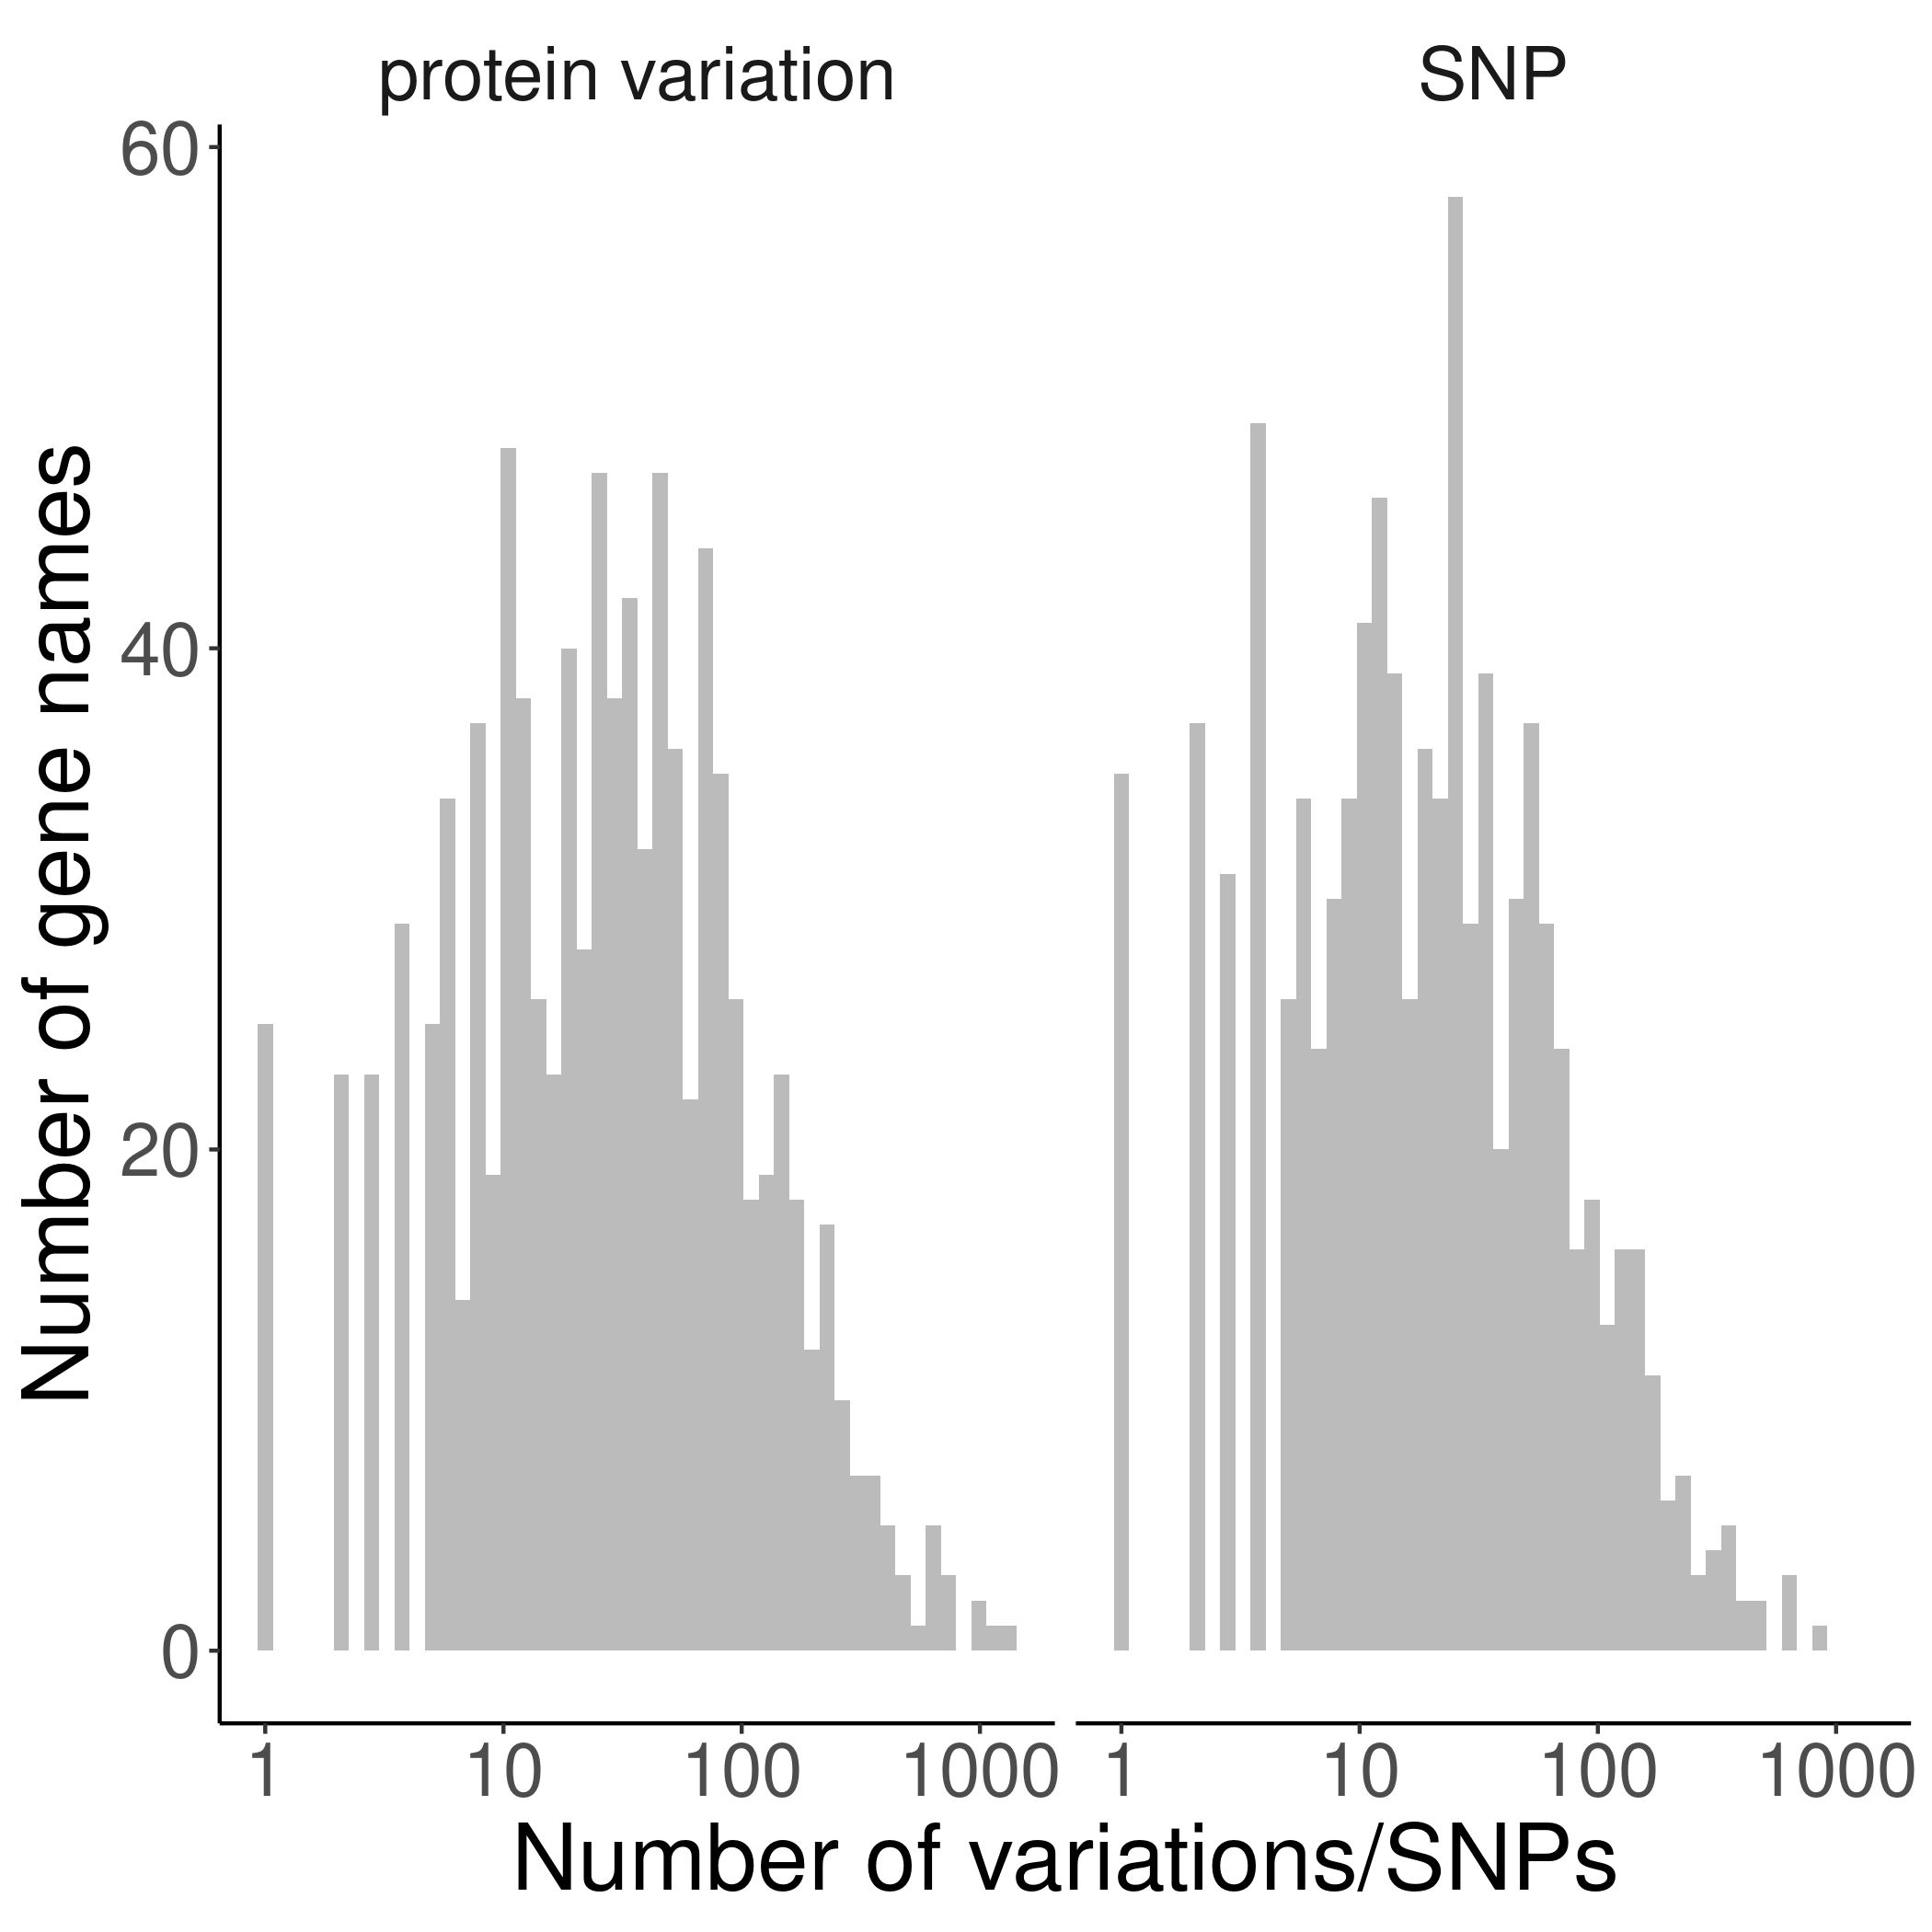 protein variation
SNP
60
40
20
0
Number of gene names
1 10 100 1000
1 10 100 1000
Number of variations/SNPs